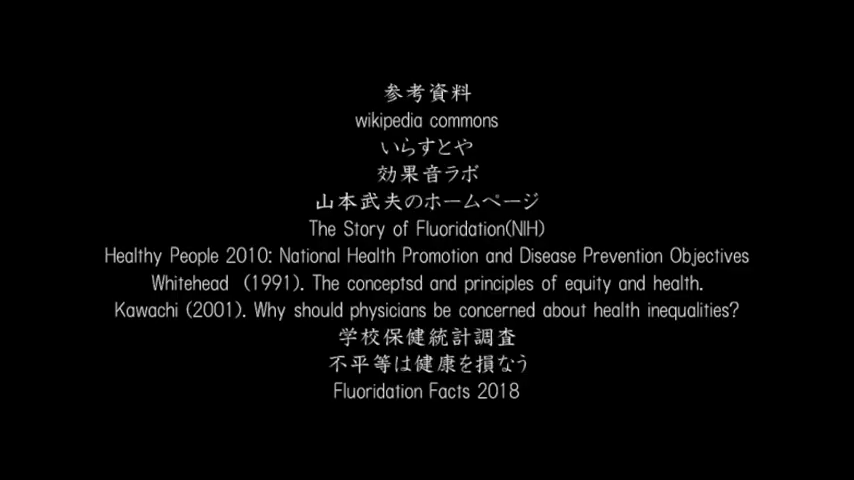 参考資料
wikipedia commons
いらすとや
効果音ラボ
山本武夫のホームページ
The Story of Fluoridation(NIH)
Healthy People 2010: National Health Promotion and Disease Prevention Objectives
Whitehead (1991). The conceptsd and principles of equity and health.
Kawachi (2001). Why should physicians be concerned about health inequalities?
学校保健統計調査
不平等は健康を損なう
Fluoridation Facts 2018